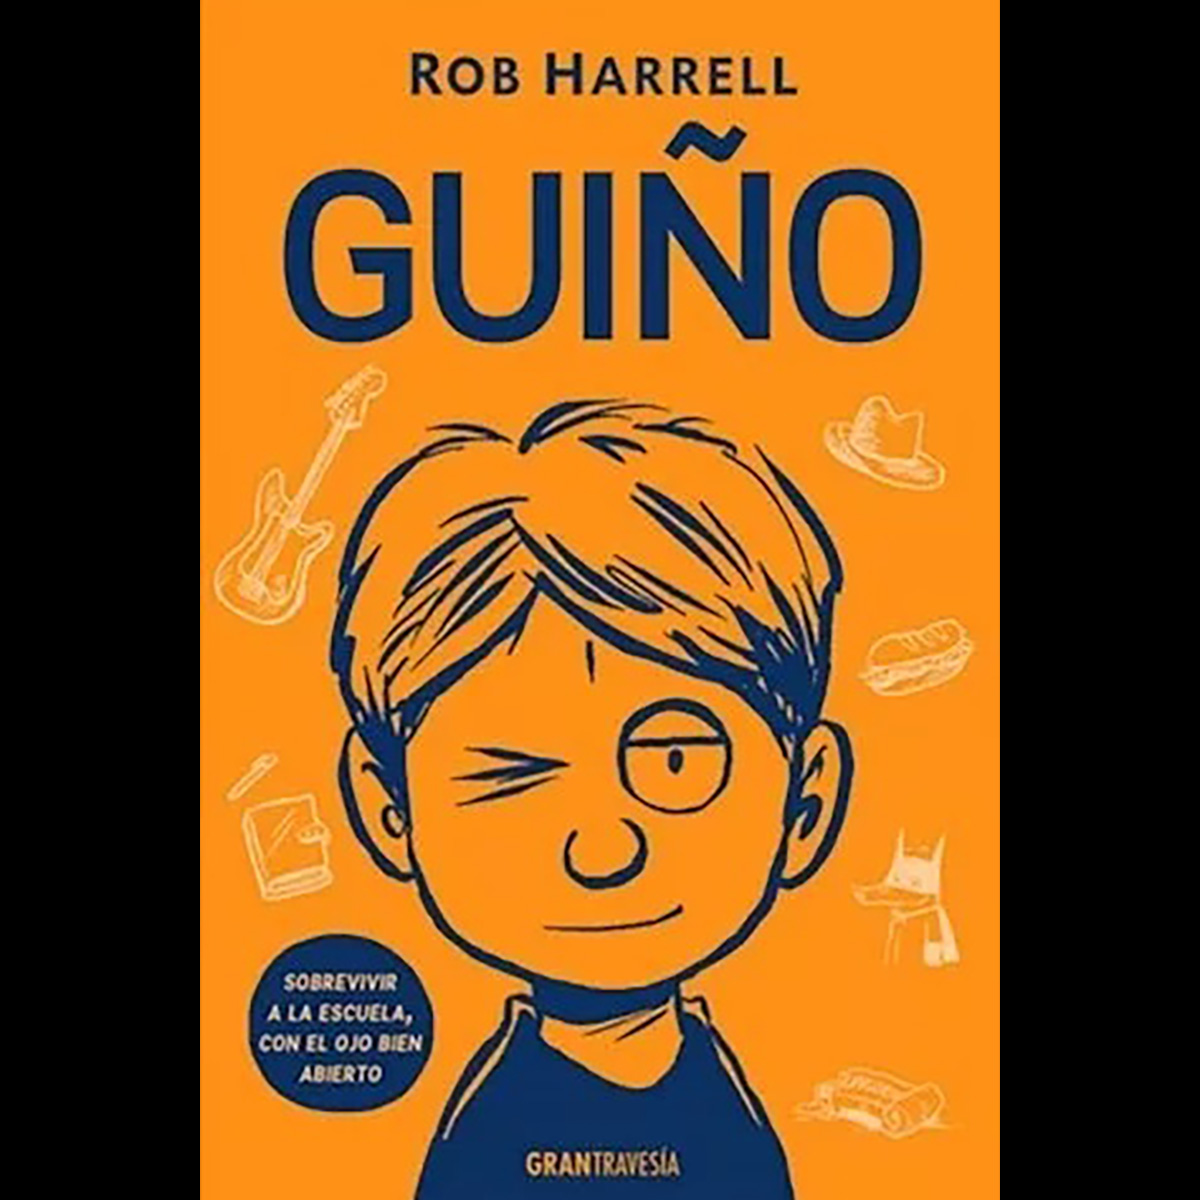 ROB HARRELL
GUIÑO
SOBREVIVIR
A LA ESCUELA,
CON EL OJO BIEN
ABIERTO
GRANTRAVESÍA